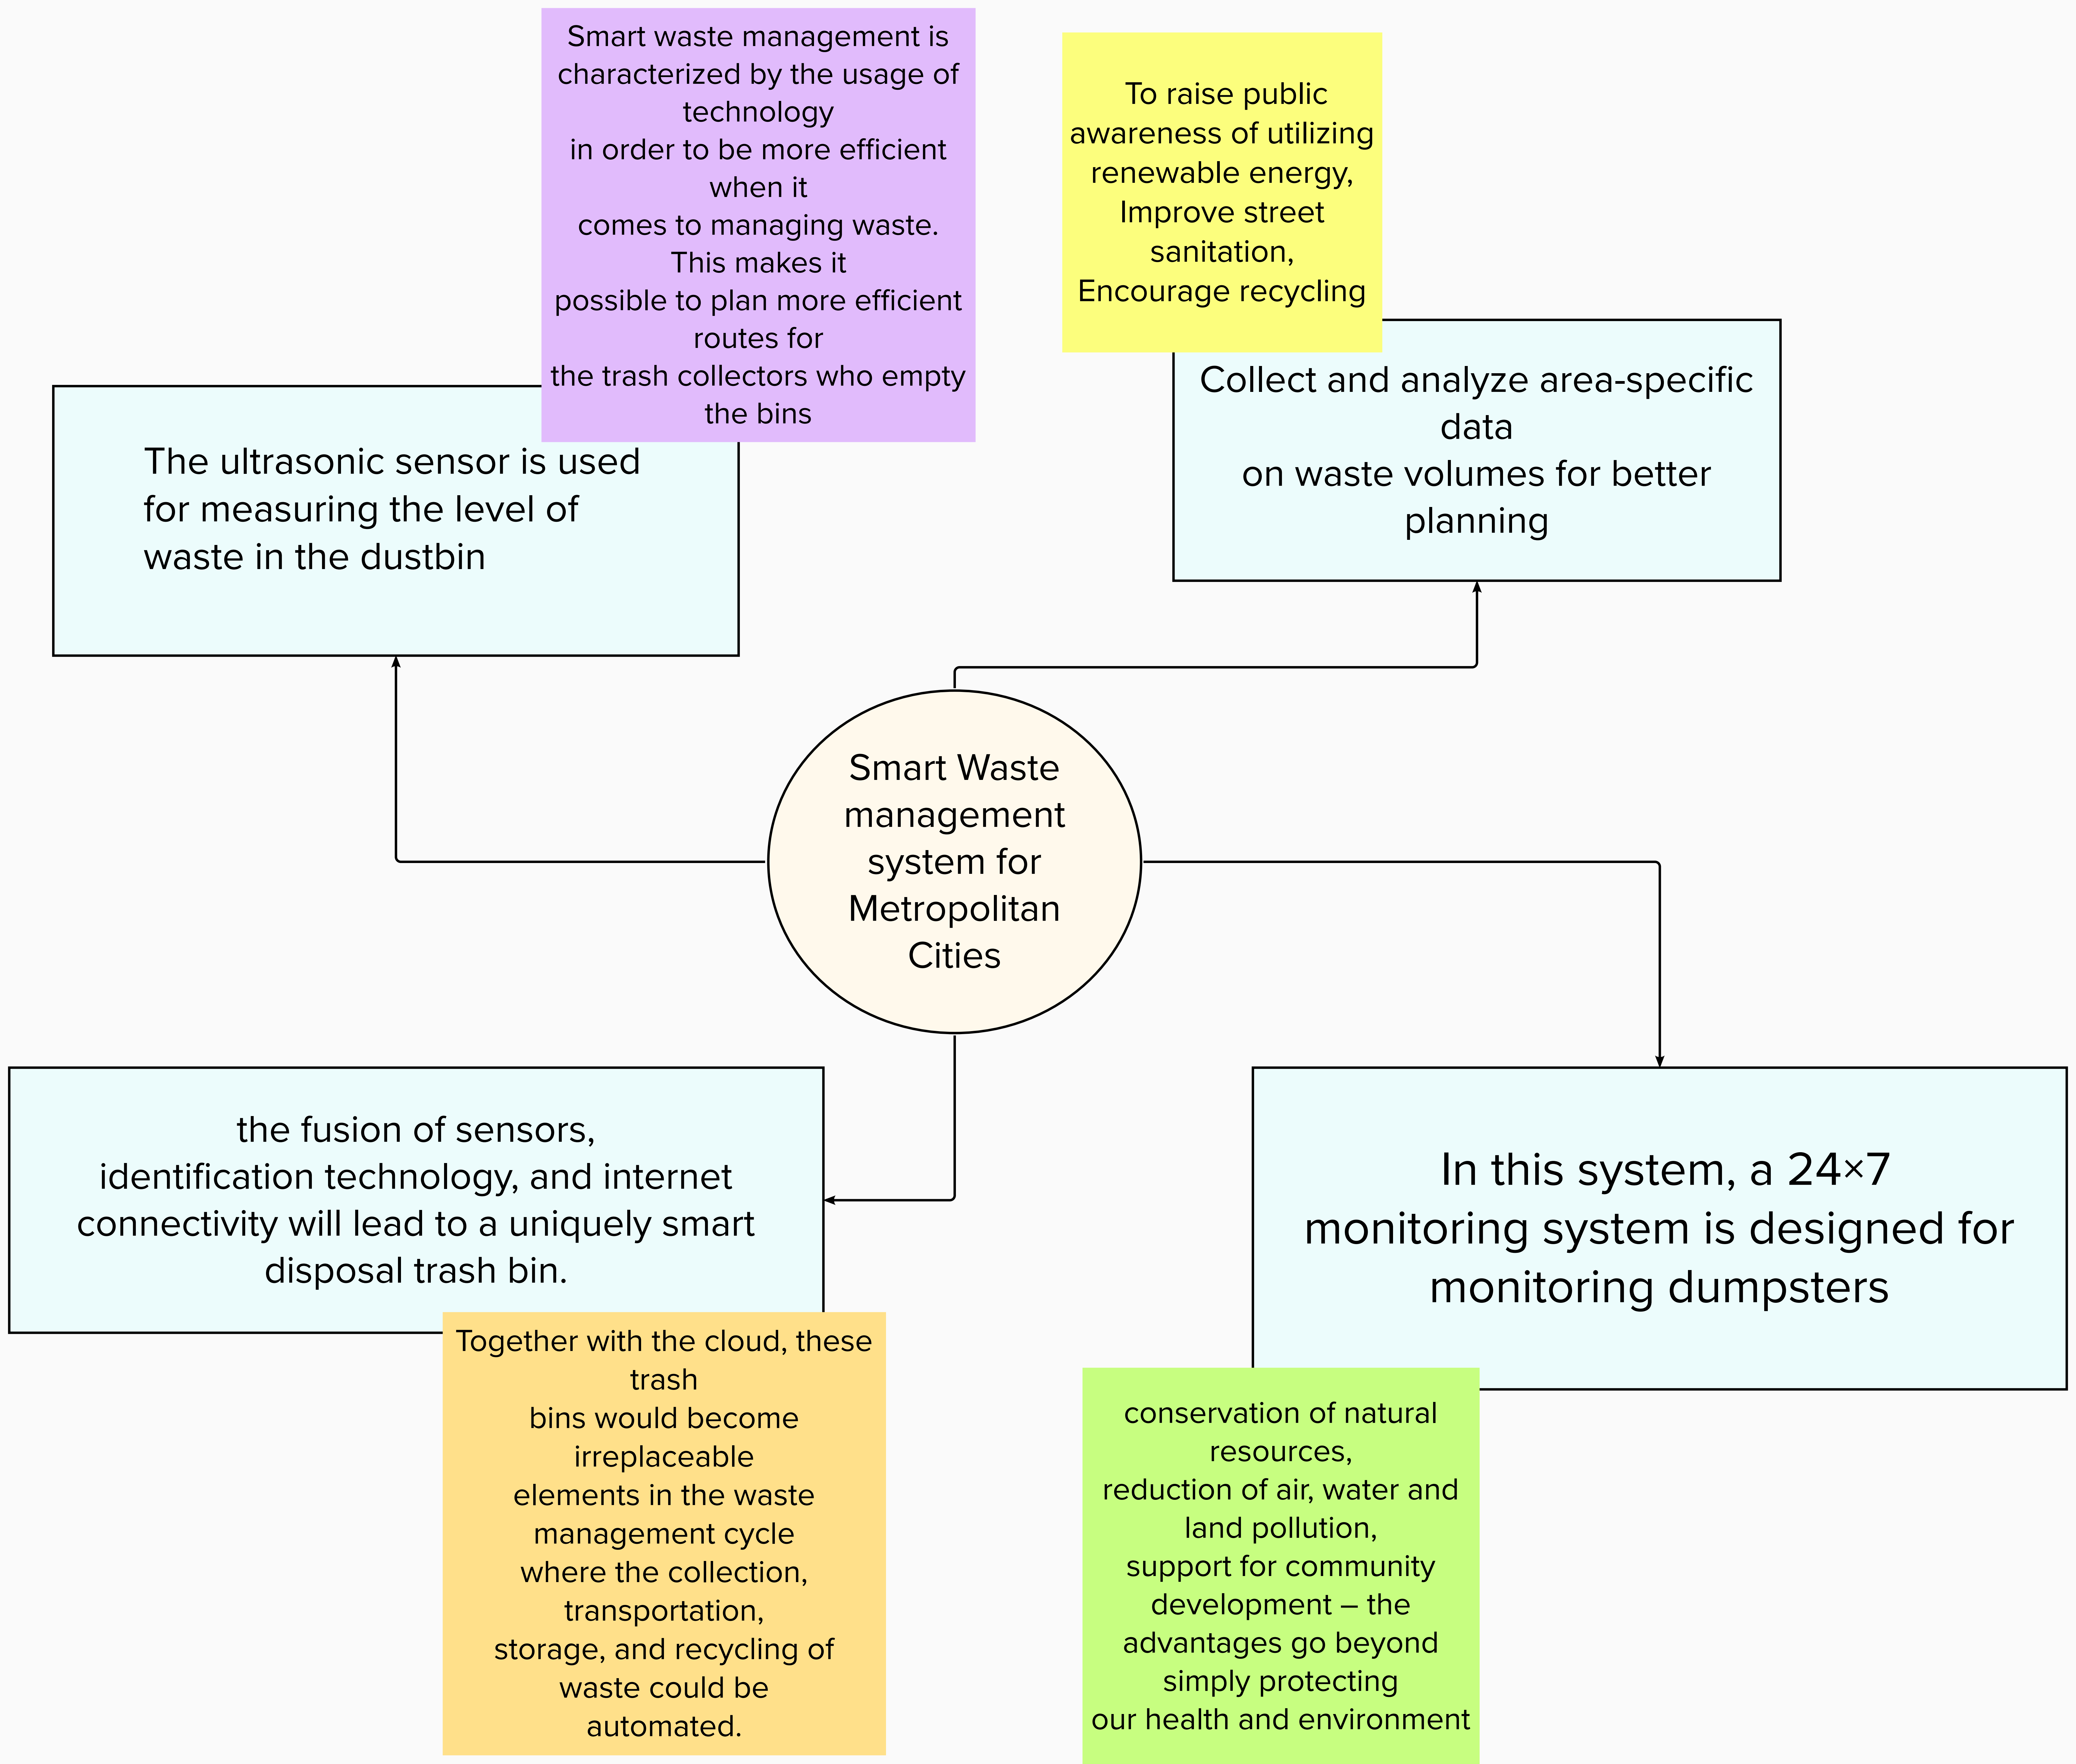 Smart waste management is
characterized by the usage of
technology
in order to be more efficient
when it
comes to managing waste.
This makes it
possible to plan more efficient
routes for
the trash collectors who empty
the bins
To raise public
awareness of utilizing
renewable energy,
Improve street
sanitation,
Encourage recycling
The ultrasonic sensor is used
for measuring the level of
waste in the dustbin
Collect and analyze area-specific
data
on waste volumes for better
planning
Smart Waste
management
system for
Metropolitan
Cities
the fusion of sensors,
identification technology, and internet
connectivity will lead to a uniquely smart
disposal trash bin.
In this system, a 24×7
monitoring system is designed for
monitoring dumpsters
Together with the cloud, these
trash
bins would become
irreplaceable
elements in the waste
management cycle
where the collection,
transportation,
storage, and recycling of
waste could be
automated.
conservation of natural
resources,
reduction of air, water and
land pollution,
support for community
development – the
advantages go beyond
simply protecting
our health and environment